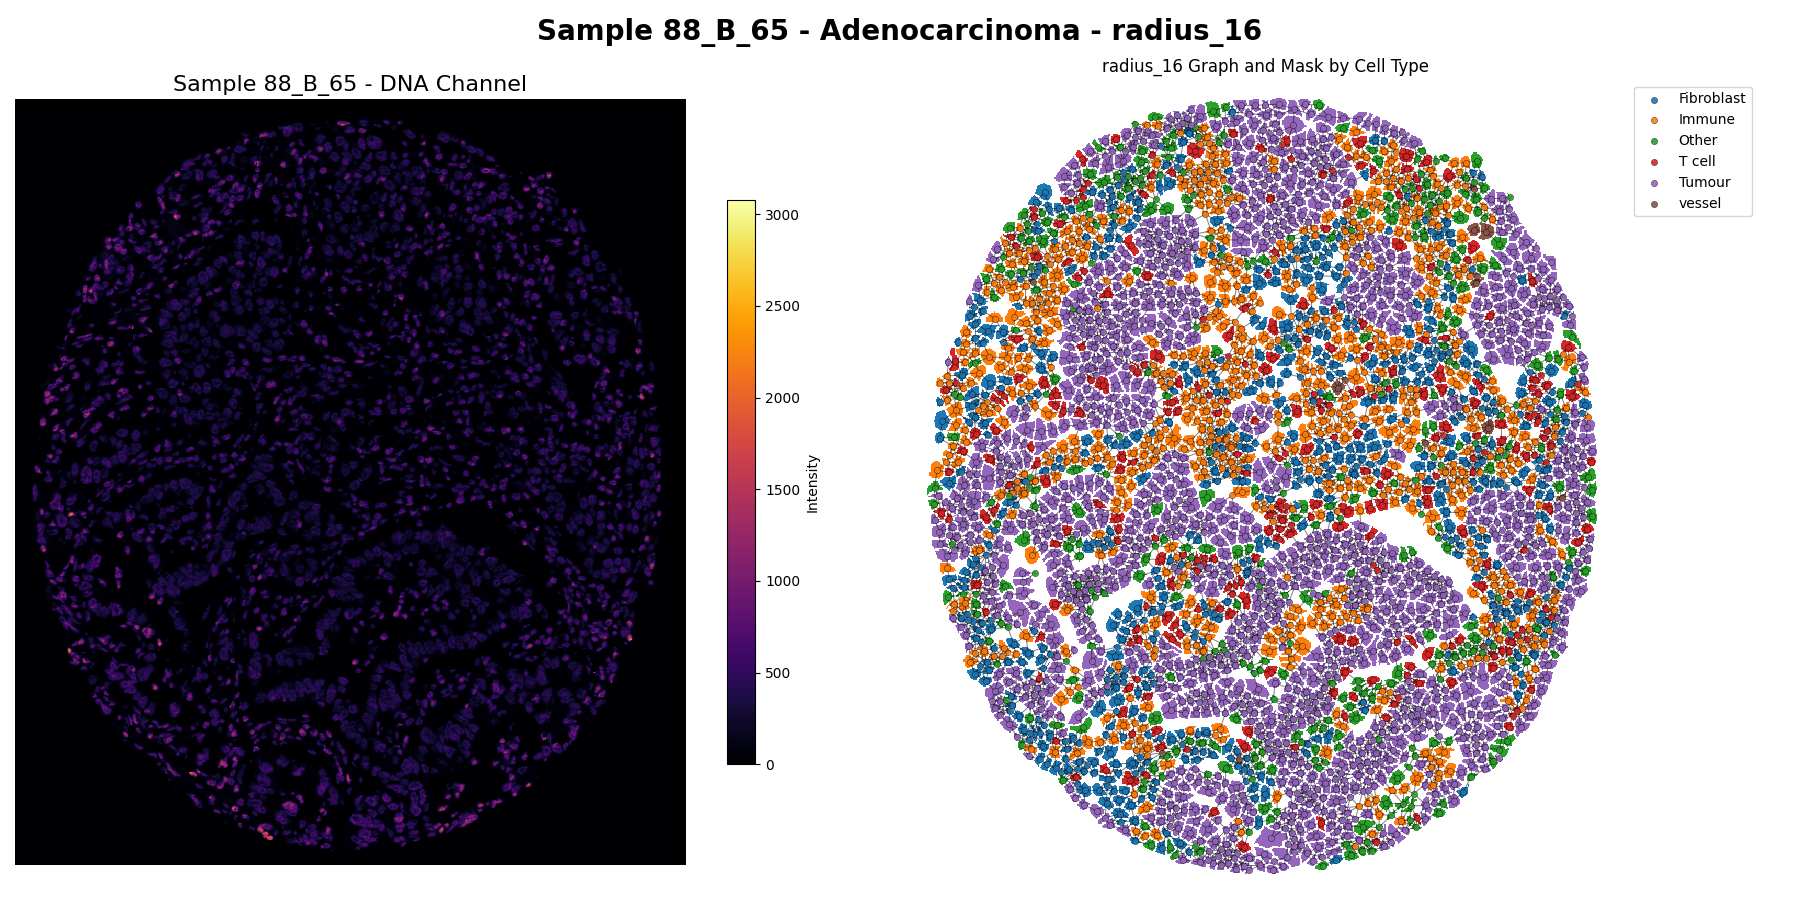 Sample 88_B_65 - Adenocarcinoma - radius_16
Sample 88_B_65 - DNA Channel
3000
2500
2000
1500
1000
500
0
Intensity
radius_16 Graph and Mask by Cell Type
Fibroblast
Immune
Other
T cell
Tumour
vessel